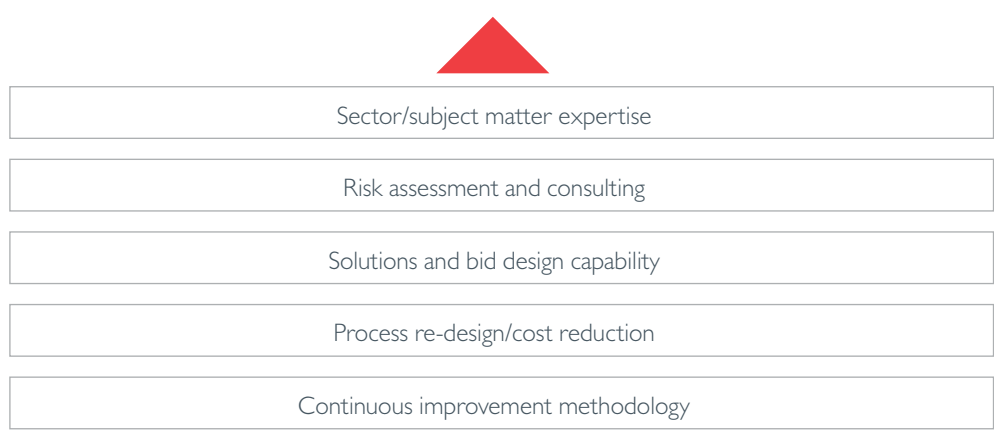 Sector/subject matter expertise
Risk assessment and consulting
Solutions and bid design capability
Process re-design/cost reduction
Continuous improvement methodology